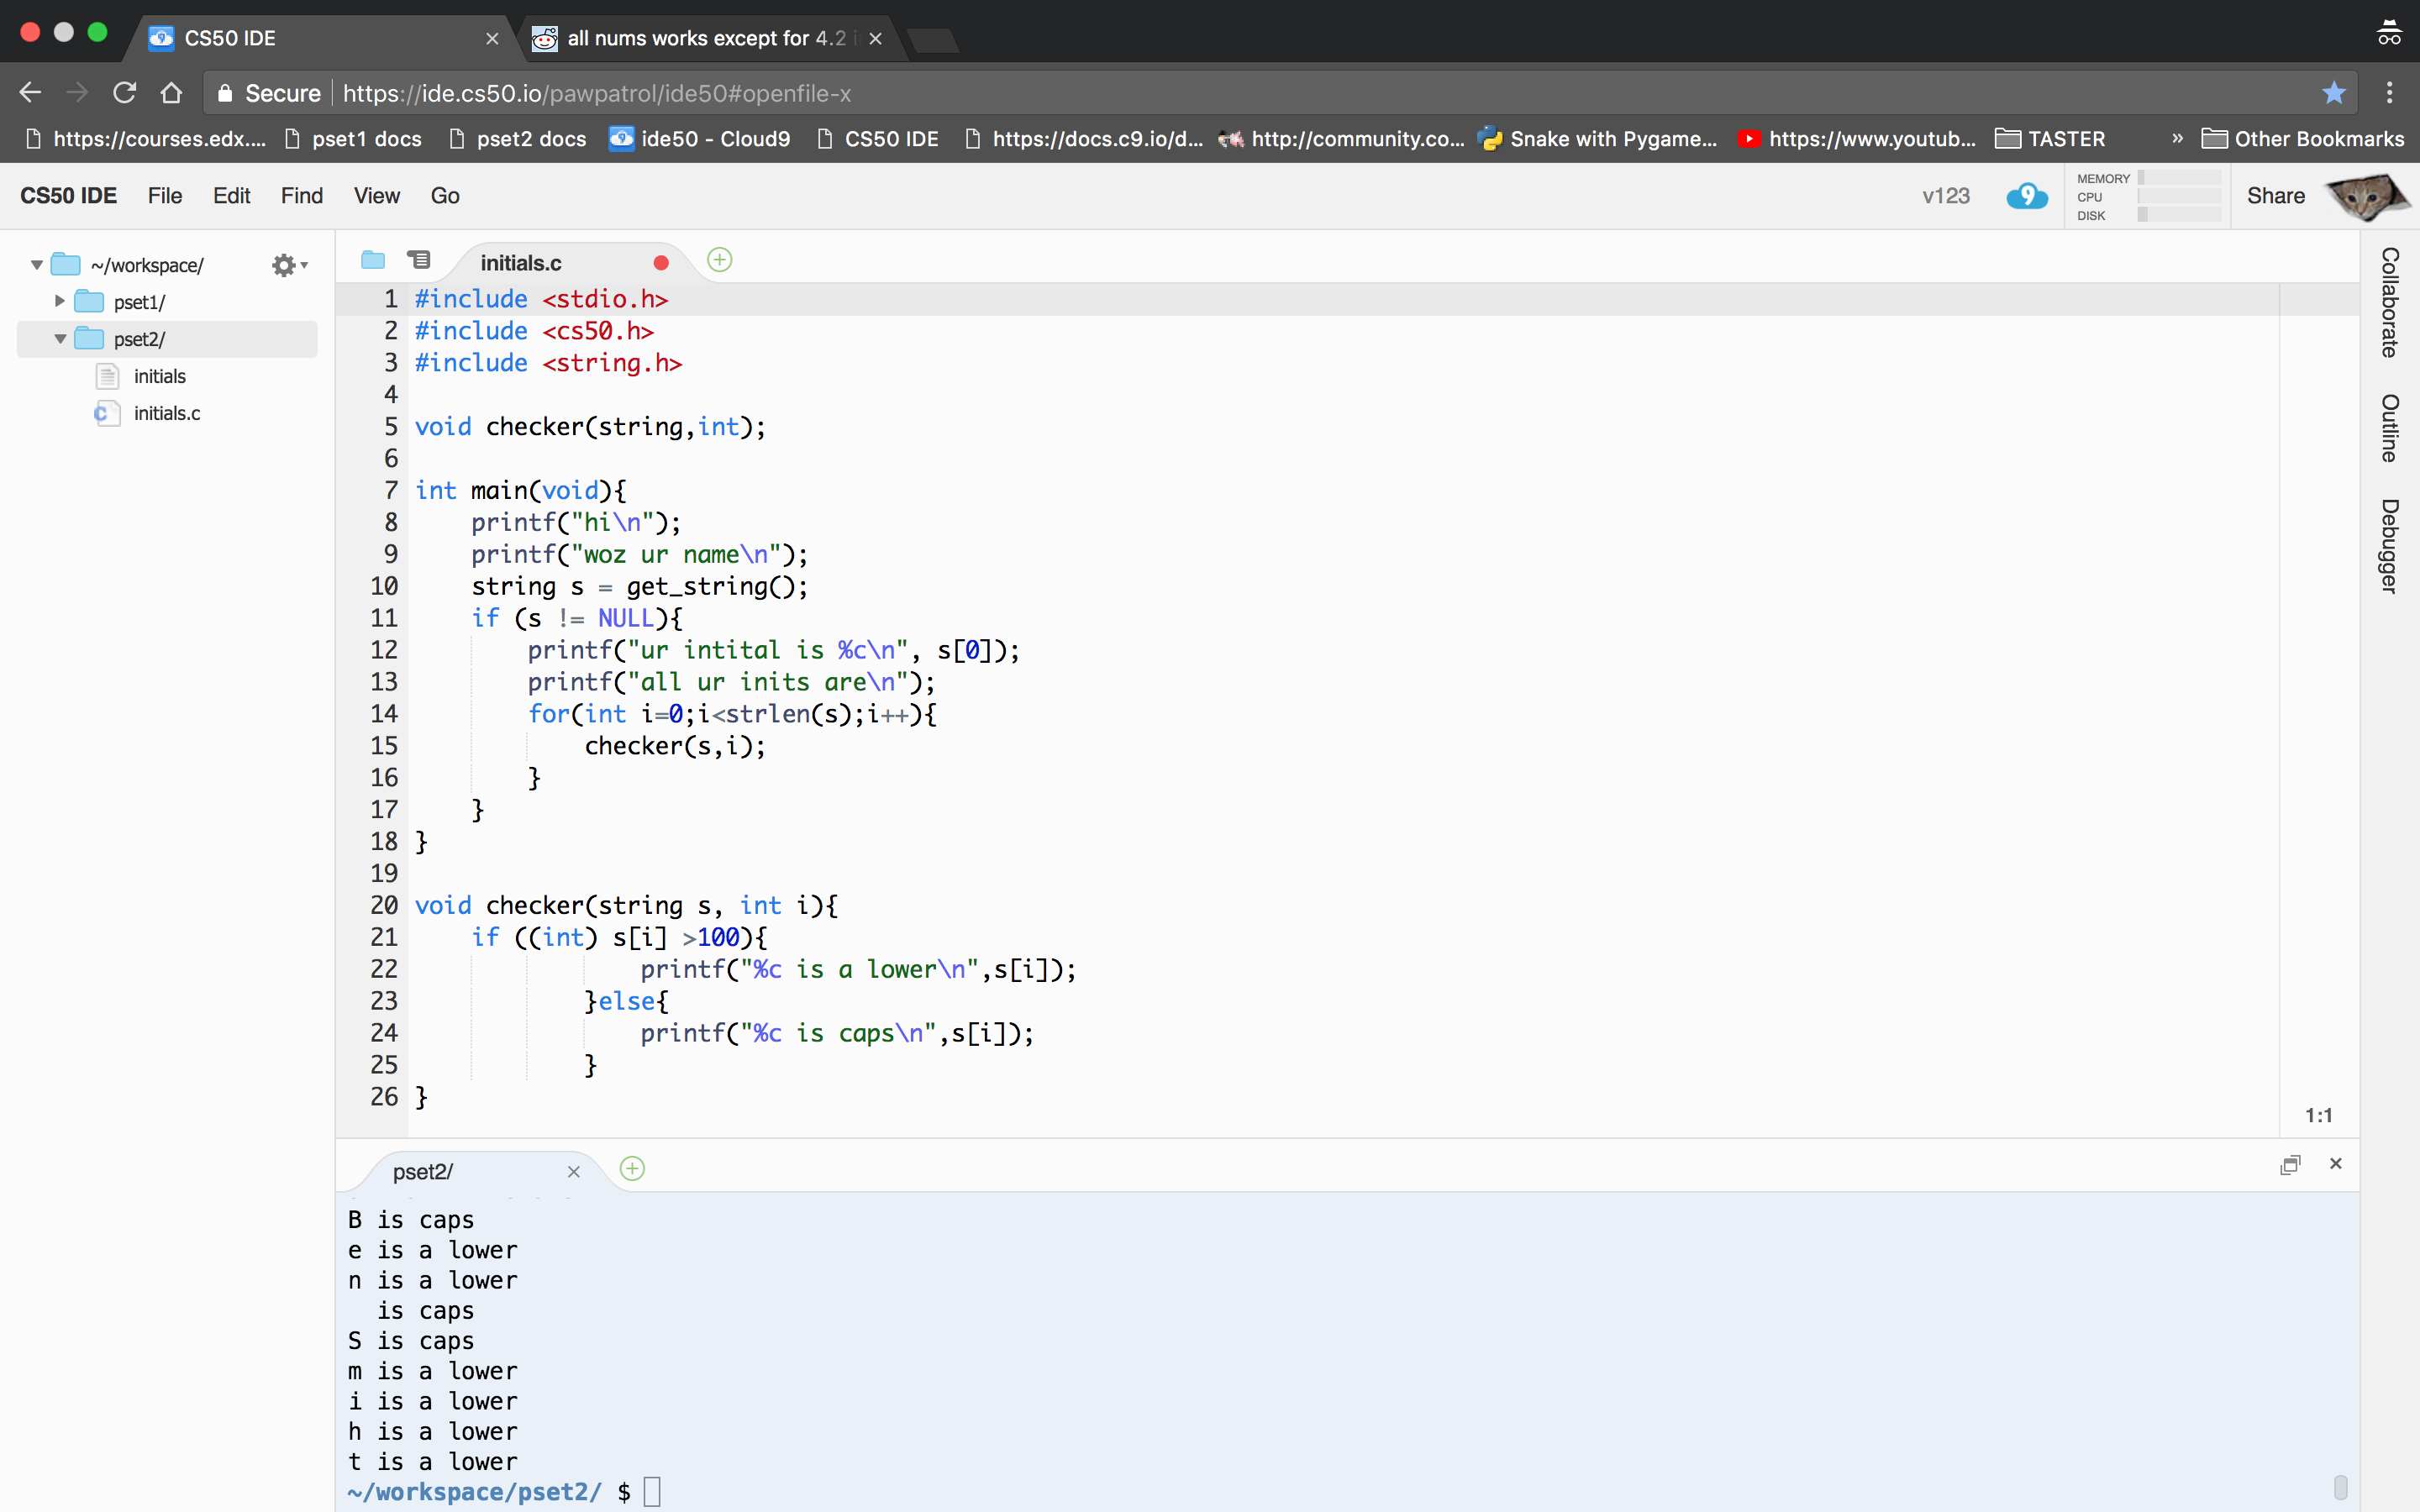 CS50 IDE
all nums works except for 4.2 i
Secure https://ide.cs50.io/pawpatrol/ide50#openfile-x
https://courses.edx.... pset1 docs pset2 docs ide50 - Cloud9 CS50 IDE https://docs.c9.io/d... http://community.co... Snake with Pygame... https://www.youtub... TASTER » Other Bookmarks
CS50 IDE File Edit Find View Go v123 9 MEMORY CPU DISK Share
~/workspace/
pset1/
pset2/
initials
initials.c
initials.c
1 #include <stdio.h>
2 #include <cs50.h>
3 #include <string.h>
4
5 void checker(string,int);
6
7 int main(void){
8     printf("hi\n");
9     printf("woz ur name\n");
10     string s = get_string();
11     if (s != NULL){
12         printf("ur intital is %c\n", s[0]);
13         printf("all ur inits are\n");
14         for(int i=0;i<strlen(s);i++){
15             checker(s,i);
16         }
17     }
18 }
19
20 void checker(string s, int i){
21     if ((int) s[i] >100){
22                 printf("%c is a lower\n",s[i]);
23             }else{
24                 printf("%c is caps\n",s[i]);
25             }
26 }
1:1
Collaborate
Outline
Debugger
pset2/
B is caps
e is a lower
n is a lower
  is caps
S is caps
m is a lower
i is a lower
h is a lower
t is a lower
~/workspace/pset2/ $